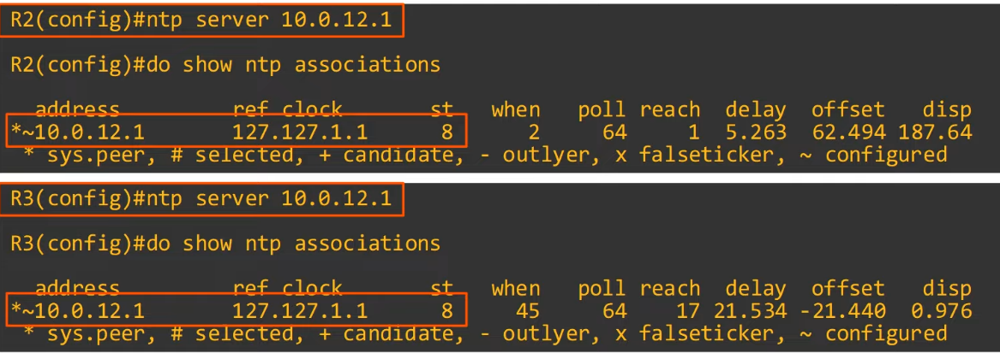 R2(config)#ntp server 10.0.12.1
R2(config)#do show ntp associations
address ref clock st when poll reach delay offset disp
*~10.0.12.1 127.127.1.1 8 2 64 1 5.263 62.494 187.64
* sys.peer, # selected, + candidate, - outlyer, x falseticker, ~ configured
R3(config)#ntp server 10.0.12.1
R3(config)#do show ntp associations
address ref clock st when poll reach delay offset disp
*~10.0.12.1 127.127.1.1 8 45 64 17 21.534 -21.440 0.976
* sys.peer, # selected, + candidate, - outlyer, x falseticker, ~ configured